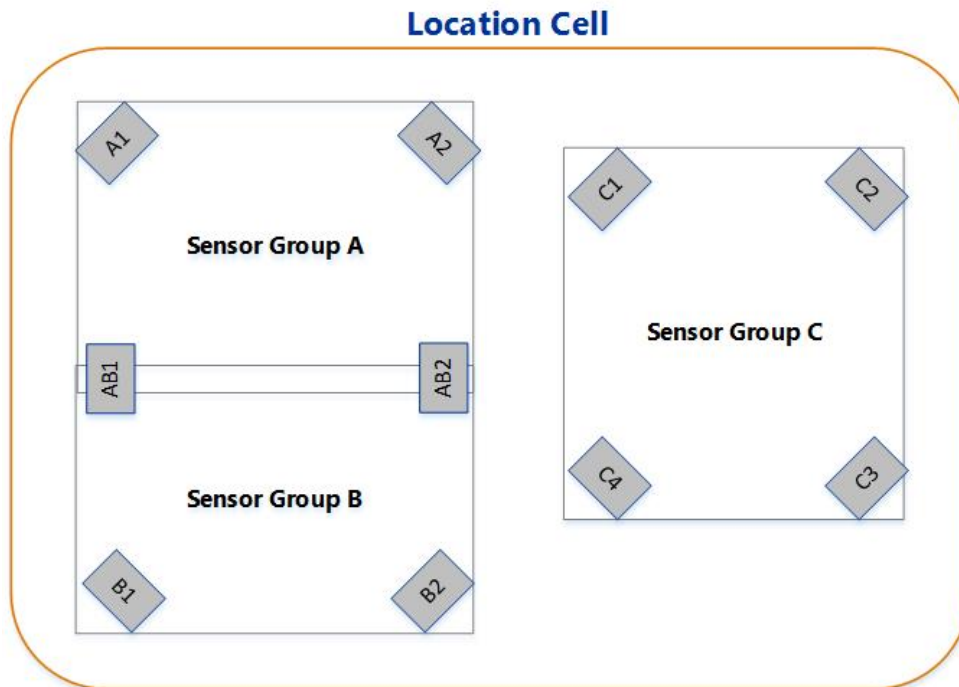 Location Cell
A1
A2
Sensor Group A
AB1
AB2
Sensor Group B
B1
B2
C1
C2
Sensor Group C
C4
C3